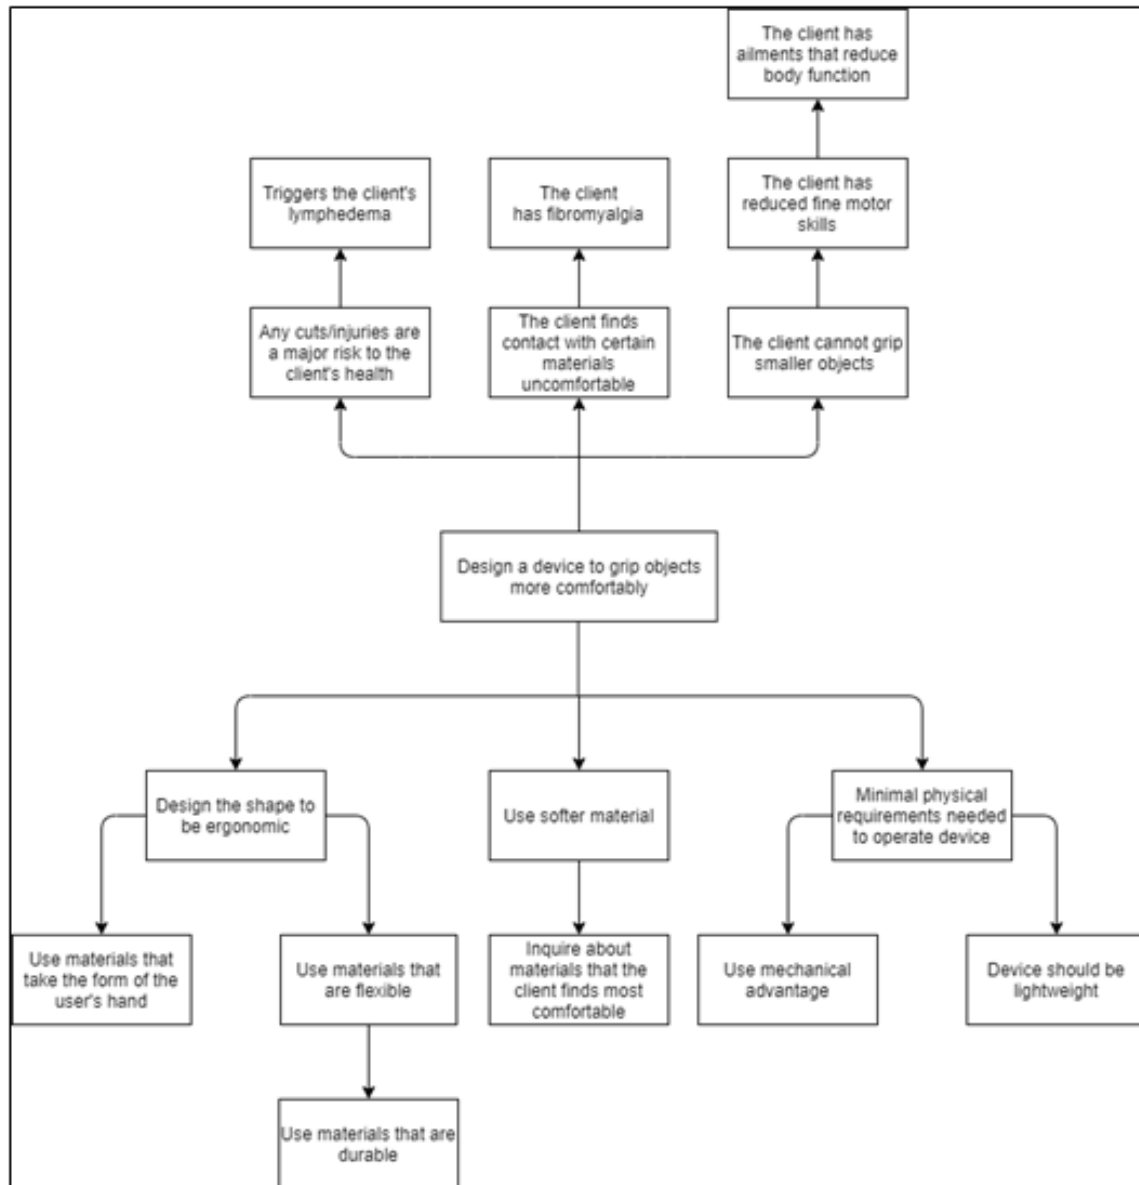 The client has
ailments that reduce
body function
Triggers the client's
lymphedema
The client
has fibromyalgia
The client has
reduced fine motor
skills
Any cuts/injuries are
a major risk to the
client's health
The client finds
contact with certain
materials
uncomfortable
The client cannot grip
smaller objects
Design a device to grip objects
more comfortably
Design the shape to
be ergonomic
Use softer material
Minimal physical
requirements needed
to operate device
Use materials that
take the form of the
user's hand
Use materials that
are flexible
Inquire about
materials that the
client finds most
comfortable
Use mechanical
advantage
Device should be
lightweight
Use materials that are
durable